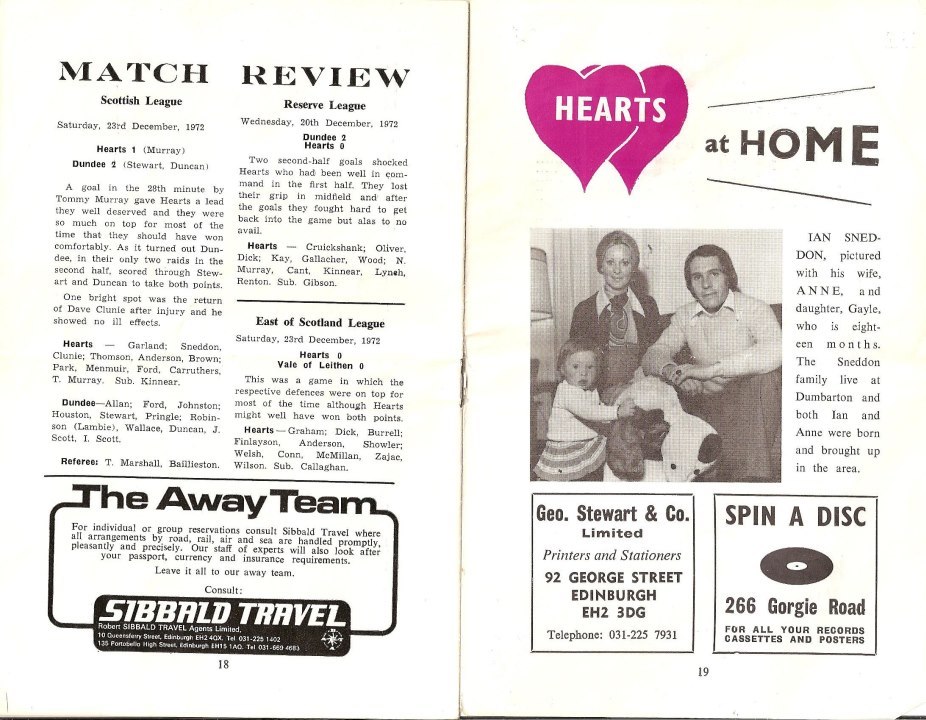 MATCH REVIEW
Scottish League
Saturday, 23rd December, 1972
Hearts 1 (Murray)
Dundee 2 (Stewart, Duncan)
A goal in the 28th minute by
Tommy Murray gave Hearts a lead
they well deserved and they were
so much on top for most of the
time that they should have won
comfortably. As it turned out Dun-
dee, in their only two raids in the
second half, scored through Stew-
art and Duncan to take both points.
One bright spot was the return
of Dave Clunie after injury and he
showed no ill effects.
Hearts — Garland; Sneddon,
Clunie; Thomson, Anderson, Brown;
Park, Menmuir, Ford, Carruthers,
T. Murray. Sub. Kinnear.
Dundee—Allan; Ford, Johnston;
Houston, Stewart, Pringle; Robin-
son (Lambie), Wallace, Duncan, J.
Scott, I. Scott.
Referee: T. Marshall, Baillieston.
Reserve League
Wednesday, 20th December, 1972
Dundee 2
Hearts 0
Two second-half goals shocked
Hearts who had been well in com-
mand in the first half. They lost
their grip in midfield and after
the goals they fought hard to get
back into the game but alas to no
avail.
Hearts — Cruickshank; Oliver,
Dick; Kay, Gallacher, Wood; N.
Murray, Cant, Kinnear, Lynch,
Renton. Sub. Gibson.
East of Scotland League
Saturday, 23rd December, 1972
Hearts 0
Vale of Leithen 0
This was a game in which the
respective defences were on top for
most of the time although Hearts
might well have won both points.
Hearts — Graham; Dick, Burrell;
Finlayson, Anderson, Showler;
Welsh, Conn, McMillan, Zajac,
Wilson. Sub. Callaghan.
The Away Team
For individual or group reservations consult Sibbald Travel where
all arrangements by road, rail, air and sea are handled promptly,
pleasantly and precisely. Our staff of experts will also look after
your passport, currency and insurance requirements.
Leave it all to our away team.
Consult:
SIBBALD TRAVEL
Robert SIBBALD TRAVEL Agents Limited,
10 Queensferry Street, Edinburgh EH2 4QX. Tel 031-225 1402
135 Portobello High Street, Edinburgh EH15 1AQ. Tel 031-669 4683
18
HEARTS
at HOME
IAN SNED-
DON, pictured
with his wife,
ANNE, and
daughter, Gayle,
who is eight-
een months.
The Sneddon
family live at
Dumbarton and
both Ian and
Anne were born
and brought up
in the area.
Geo. Stewart & Co.
Limited
Printers and Stationers
92 GEORGE STREET
EDINBURGH
EH2 3DG
Telephone: 031-225 7931
SPIN A DISC
266 Gorgie Road
FOR ALL YOUR RECORDS
CASSETTES AND POSTERS
19